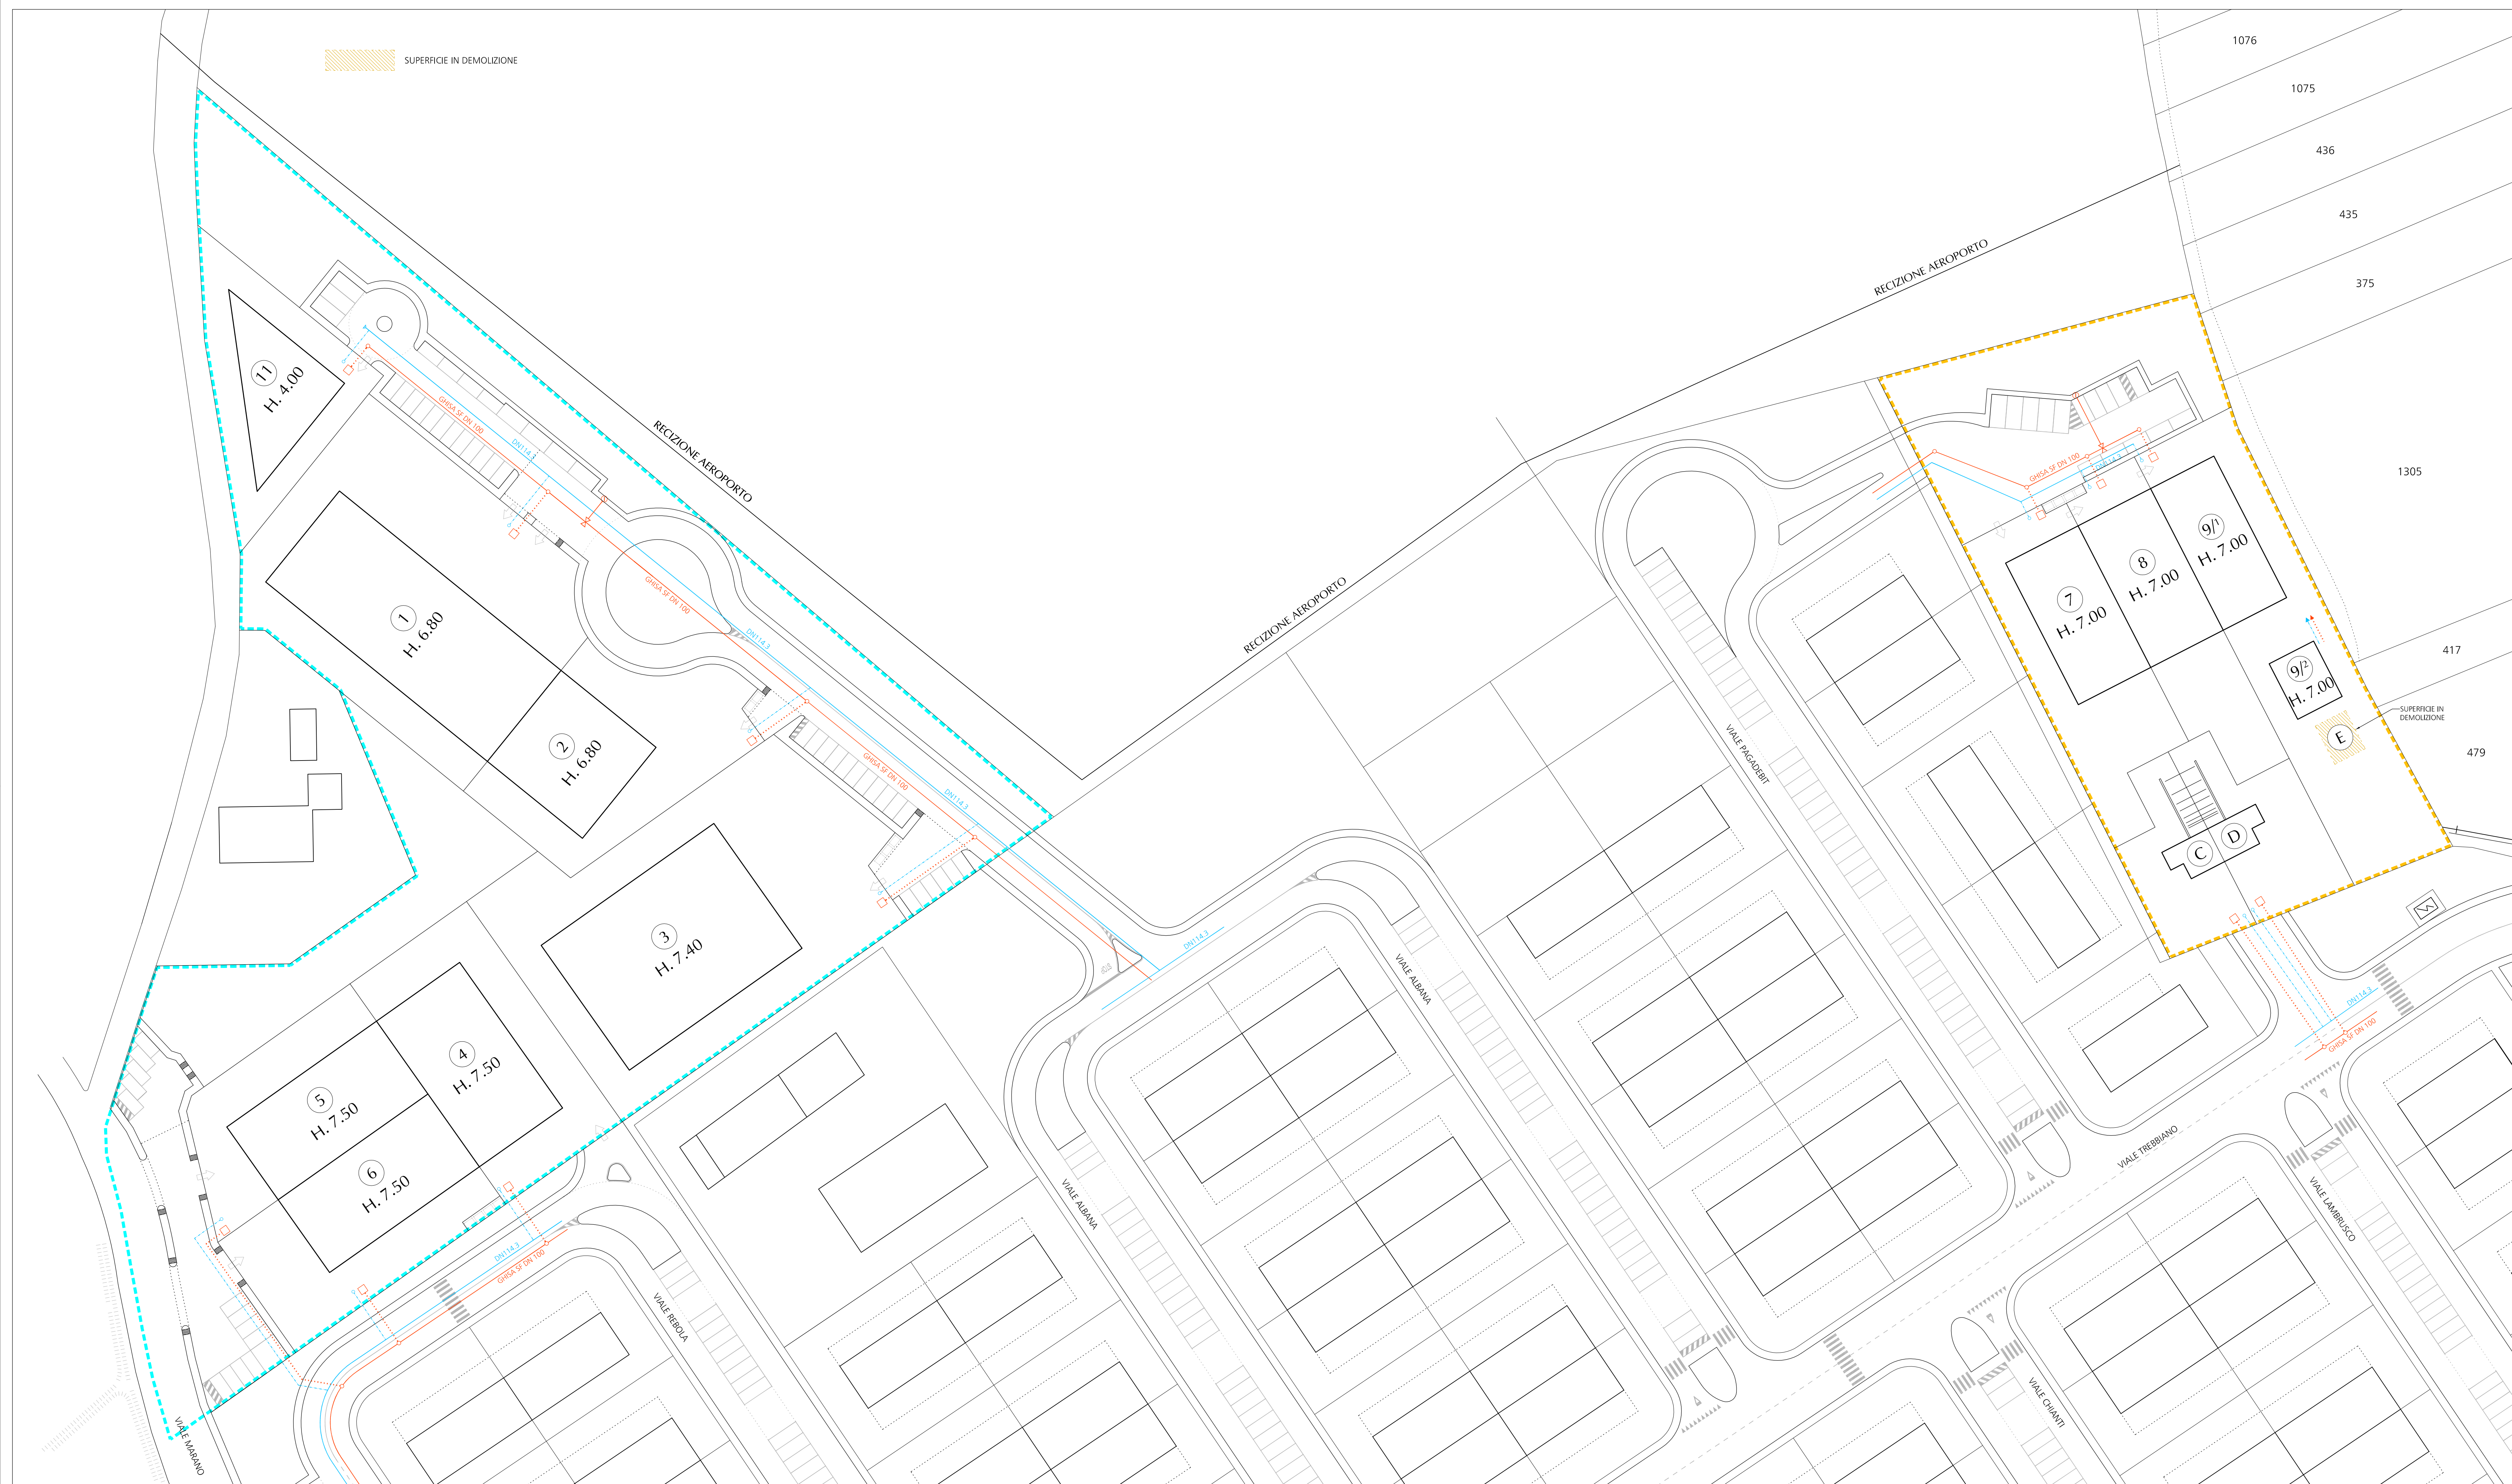 SUPERFICIE IN DEMOLIZIONE
1076
1075
436
435
375
1305
417
479
RECIZIONE AEROPORTO
RECIZIONE AEROPORTO
RECIZIONE AEROPORTO
11
H. 4.00
GHISA SF DN 100
DN114.3
GHISA SF DN 100
DN114.3
GHISA SF DN 100
DN114.3
1
H. 6.80
2
H. 6.80
3
H. 7.40
4
H. 7.50
5
H. 7.50
6
H. 7.50
GHISA SF DN 100
DN114.3
7
H. 7.00
8
H. 7.00
9/1
H. 7.00
9/2
H. 7.00
SUPERFICIE IN
DEMOLIZIONE
E
C
D
DN114.3
DN114.3
GHISA SF DN 100
DN114.3
GHISA SF DN 100
VIALE PAGADEBIT
VIALE ALBANA
VIALE ALBANA
VIALE REBOLA
VIALE MARANO
VIALE TREBBIANO
VIALE LAMBRUSCO
VIALE CHIANTI